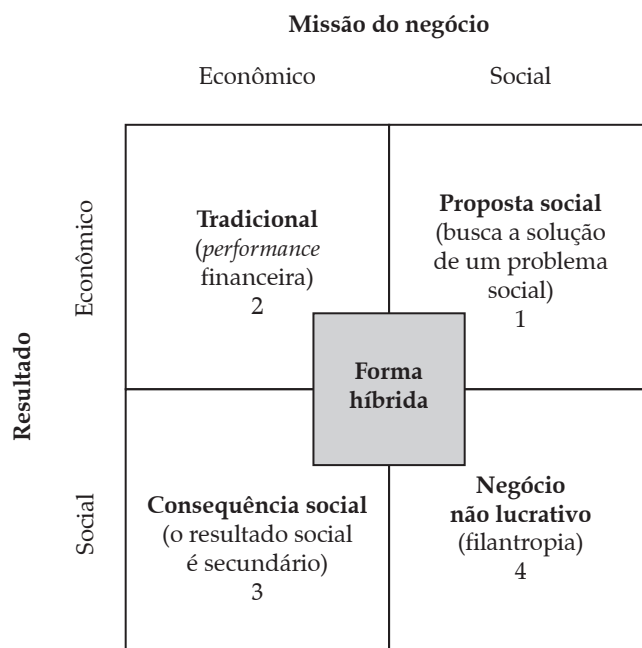 Missão do negócio
Econômico
Social
Resultado
Econômico
Tradicional
(performance
financeira)
2
Proposta social
(busca a solução
de um problema
social)
1
Forma
híbrida
Social
Consequência social
(o resultado social
é secundário)
3
Negócio
não lucrativo
(filantropia)
4